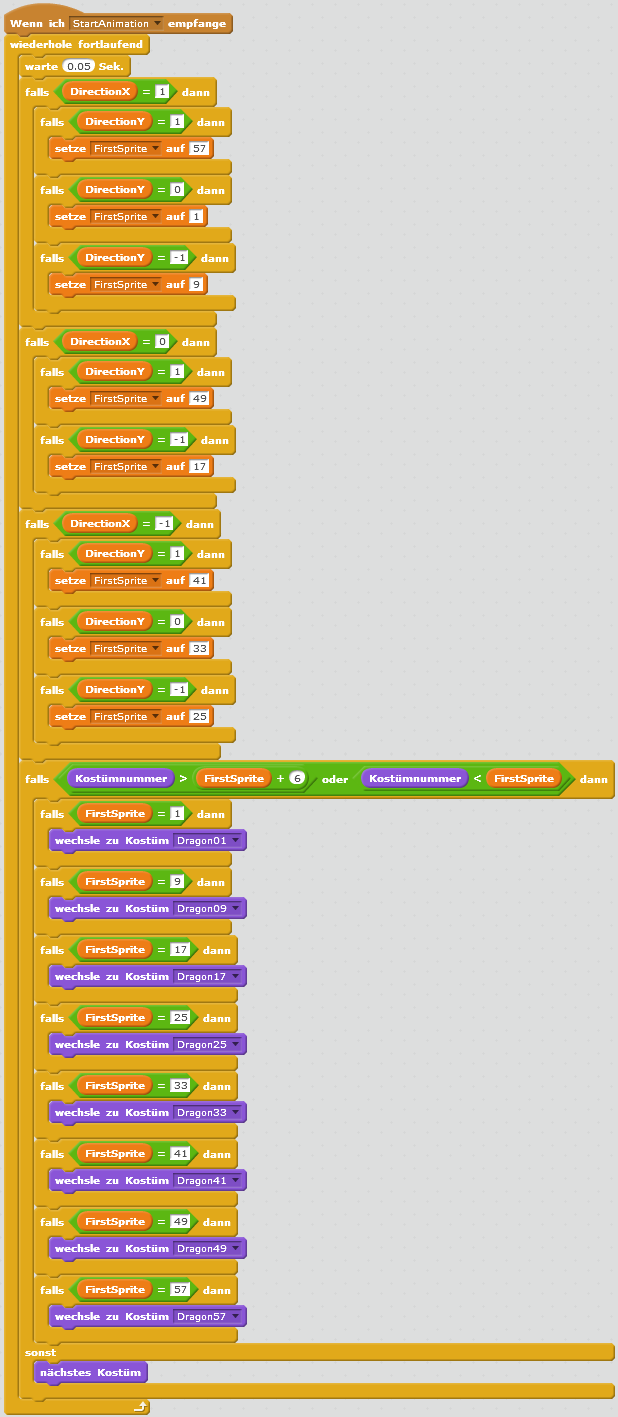 Wenn ich StartAnimation empfange
wiederhole fortlaufend
warte 0.05 Sek.
falls DirectionX = 1 dann
falls DirectionY = 1 dann
setze FirstSprite auf 57
falls DirectionY = 0 dann
setze FirstSprite auf 1
falls DirectionY = -1 dann
setze FirstSprite auf 9
falls DirectionX = 0 dann
falls DirectionY = 1 dann
setze FirstSprite auf 49
falls DirectionY = -1 dann
setze FirstSprite auf 17
falls DirectionX = -1 dann
falls DirectionY = 1 dann
setze FirstSprite auf 41
falls DirectionY = 0 dann
setze FirstSprite auf 33
falls DirectionY = -1 dann
setze FirstSprite auf 25
falls Kostümnummer > FirstSprite + 6 oder Kostümnummer < FirstSprite dann
falls FirstSprite = 1 dann
wechsle zu Kostüm Dragon01
falls FirstSprite = 9 dann
wechsle zu Kostüm Dragon09
falls FirstSprite = 17 dann
wechsle zu Kostüm Dragon17
falls FirstSprite = 25 dann
wechsle zu Kostüm Dragon25
falls FirstSprite = 33 dann
wechsle zu Kostüm Dragon33
falls FirstSprite = 41 dann
wechsle zu Kostüm Dragon41
falls FirstSprite = 49 dann
wechsle zu Kostüm Dragon49
falls FirstSprite = 57 dann
wechsle zu Kostüm Dragon57
sonst
nächstes Kostüm